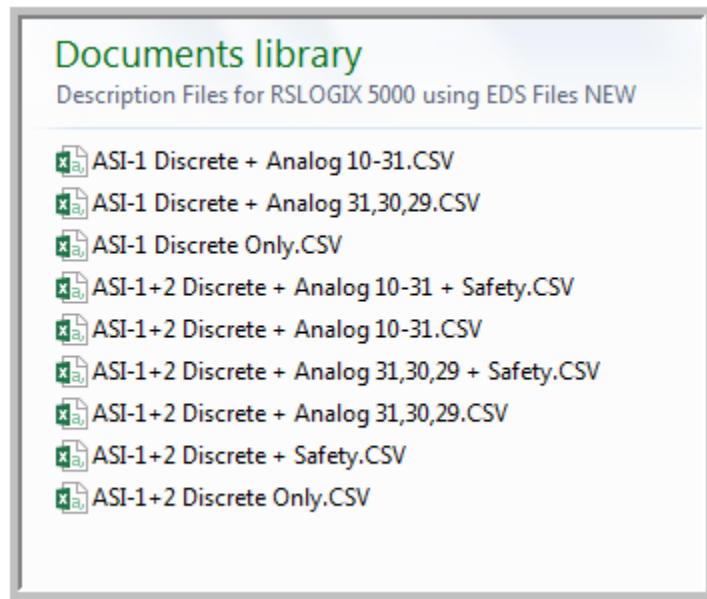 Documents library
Description Files for RSLOGIX 5000 using EDS Files NEW
ASI-1 Discrete + Analog 10-31.CSV
ASI-1 Discrete + Analog 31,30,29.CSV
ASI-1 Discrete Only.CSV
ASI-1+2 Discrete + Analog 10-31 + Safety.CSV
ASI-1+2 Discrete + Analog 10-31.CSV
ASI-1+2 Discrete + Analog 31,30,29 + Safety.CSV
ASI-1+2 Discrete + Analog 31,30,29.CSV
ASI-1+2 Discrete + Safety.CSV
ASI-1+2 Discrete Only.CSV